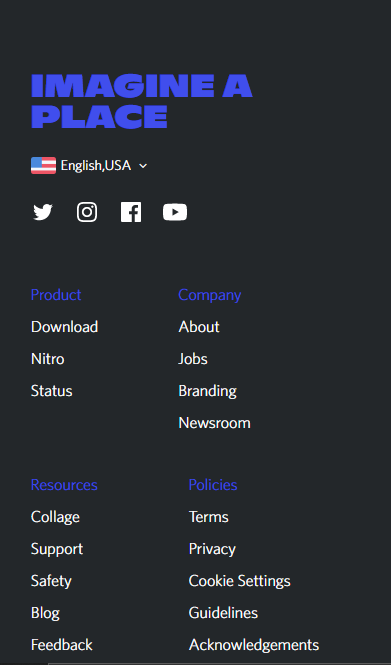 IMAGINE A
PLACE
English,USA
Product
Download
Nitro
Status
Company
About
Jobs
Branding
Newsroom
Resources
Collage
Support
Safety
Blog
Feedback
Policies
Terms
Privacy
Cookie Settings
Guidelines
Acknowledgements